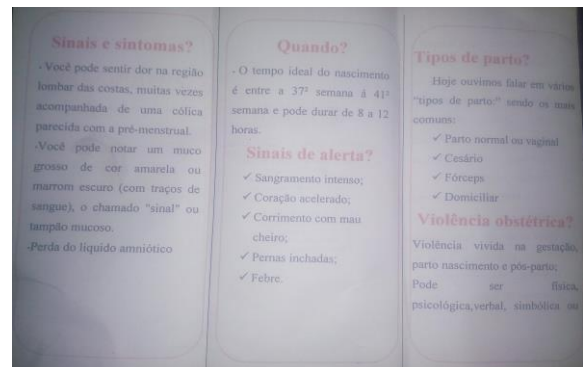 Sinais e sintomas?
- Você pode sentir dor na região
lombar das costas, muitas vezes
acompanhada de uma cólica
parecida com a pré-menstrual.
-Você pode notar um muco
grosso de cor amarela ou
marrom escuro (com traços de
sangue), o chamado "sinal" ou
tampão mucoso.
-Perda do líquido amniótico
Quando?
- O tempo ideal do nascimento
é entre a 37ª semana á 41ª
semana e pode durar de 8 a 12
horas.
Sinais de alerta?
✓ Sangramento intenso;
✓ Coração acelerado;
✓ Corrimento com mau
cheiro;
✓ Pernas inchadas;
✓ Febre.
Tipos de parto?
Hoje ouvimos falar em vários
"tipos de parto:" sendo os mais
comuns:
✓ Parto normal ou vaginal
✓ Cesário
✓ Fórceps
✓ Domiciliar
Violência obstétrica?
Violência vivida na gestação,
parto nascimento e pós-parto;
Pode ser física,
psicológica,verbal, simbólica ou